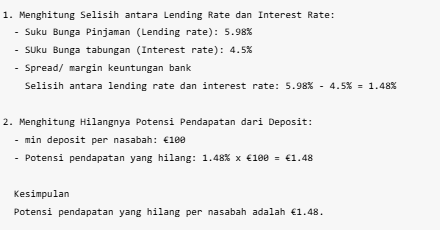 1. Menghitung Selisih antara Lending Rate dan Interest Rate:
- Suku Bunga Pinjaman (Lending rate): 5.98%
- SUku Bunga tabungan (Interest rate): 4.5%
- Spread/ margin keuntungan bank
Selisih antara lending rate dan interest rate: 5.98% - 4.5% = 1.48%
2. Menghitung Hilangnya Potensi Pendapatan dari Deposit:
- min deposit per nasabah: €100
- Potensi pendapatan yang hilang: 1.48% x €100 = €1.48
Kesimpulan
Potensi pendapatan yang hilang per nasabah adalah €1.48.